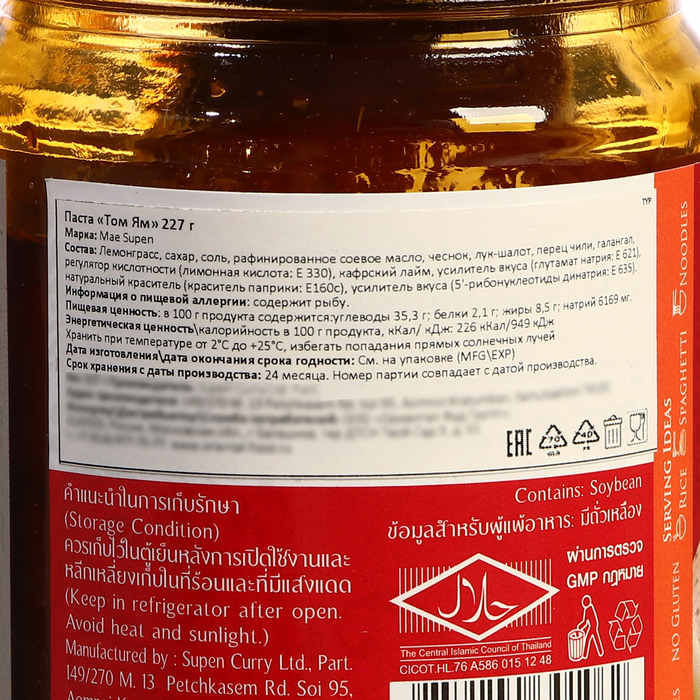 TYP
Паста «Том Ям» 227 г
Марка: Mae Supen
Состав: Лемонграсс, сахар, соль, рафинированное соевое масло, чеснок, лук-шалот, перец чили, галангал,
регулятор кислотности (лимонная кислота: E 330), кафрский лайм, усилитель вкуса (глутамат натрия: E 621),
натуральный краситель (краситель паприки: E160c), усилитель вкуса (5'-рибонуклеотиды динатрия: E 635).
Информация о пищевой аллергии: содержит рыбу.
Пищевая ценность: в 100 г продукта содержится:углеводы 35,3 г; белки 2,1 г; жиры 8,5 г; натрий 6169 мг.
Энергетическая ценность\калорийность в 100 г продукта, кКал/ кДж: 226 кКал/949 кДж
Хранить при температуре от 2°C до +25°C, избегать попадания прямых солнечных лучей
Дата изготовления\дата окончания срока годности: См. на упаковке (MFG\EXP)
Срок хранения с даты производства: 24 месяца. Номер партии совпадает с датой производства.
EAC
70
GL3
40
FE
คำแนะนำในการเก็บรักษา
(Storage Condition)
ควรเก็บไว้ในตู้เย็นหลังการเปิดใช้งานและ
หลีกเลี่ยงเก็บในที่ร้อนและที่มีแสงแดด
(Keep in refrigerator after open.
Avoid heat and sunlight.)
Manufactured by : Supen Curry Ltd., Part.
149/270 M. 13 Petchkasem Rd. Soi 95,
Contains: Soybean
ข้อมูลสำหรับผู้แพ้อาหาร: มีถั่วเหลือง
حلال
The Central Islamic Council of Thailand
CICOT.HL.76 A586 015 12 48
ผ่านการตรวจ
GMP กฎหมาย
SERVING IDEAS
RICE SPAGHETTI NOODLES
NO GLUTEN